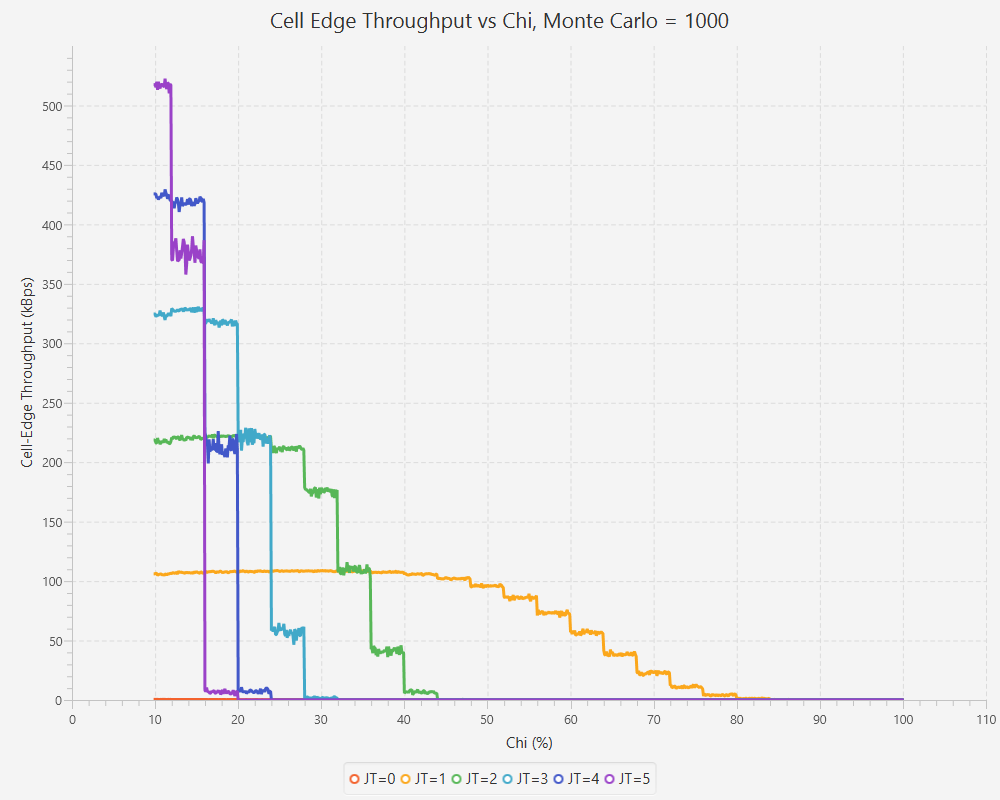 Cell Edge Throughput vs Chi, Monte Carlo = 1000
Cell-Edge Throughput (kBps)
500
450
400
350
300
250
200
150
100
50
0
0 10 20 30 40 50 60 70 80 90 100 110
Chi (%)
JT=0 JT=1 JT=2 JT=3 JT=4 JT=5